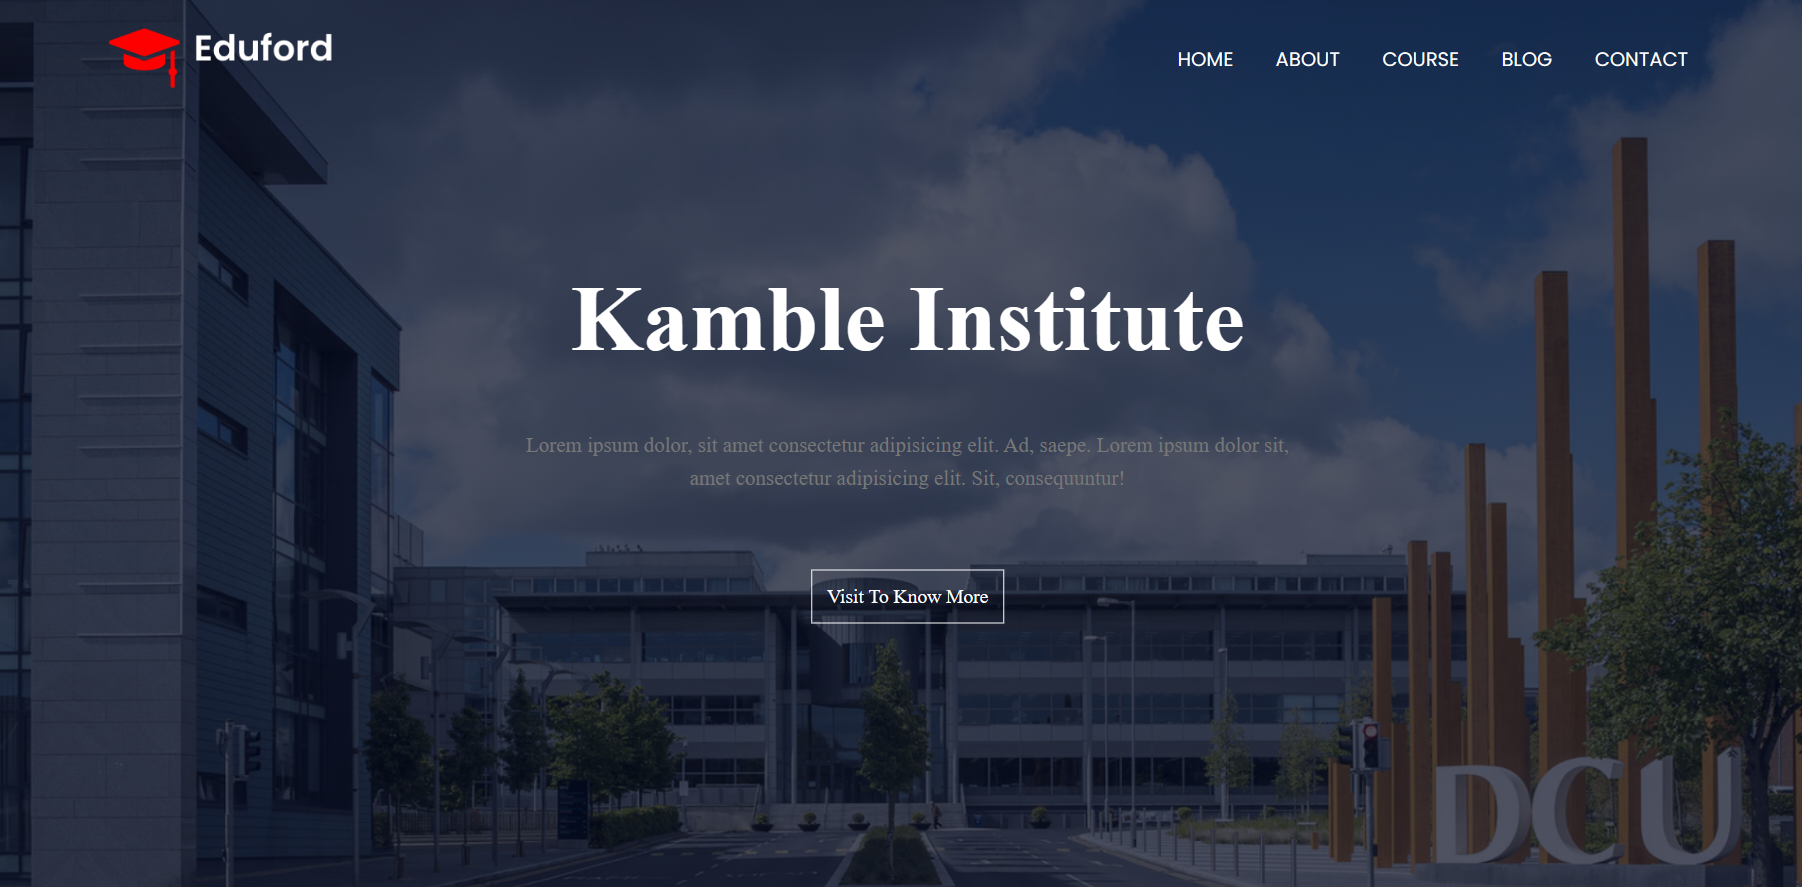 Eduford
HOME ABOUT COURSE BLOG CONTACT
Kamble Institute
Lorem ipsum dolor, sit amet consectetur adipisicing elit. Ad, saepe. Lorem ipsum dolor sit,
amet consectetur adipisicing elit. Sit, consequuntur!
Visit To Know More
DCU